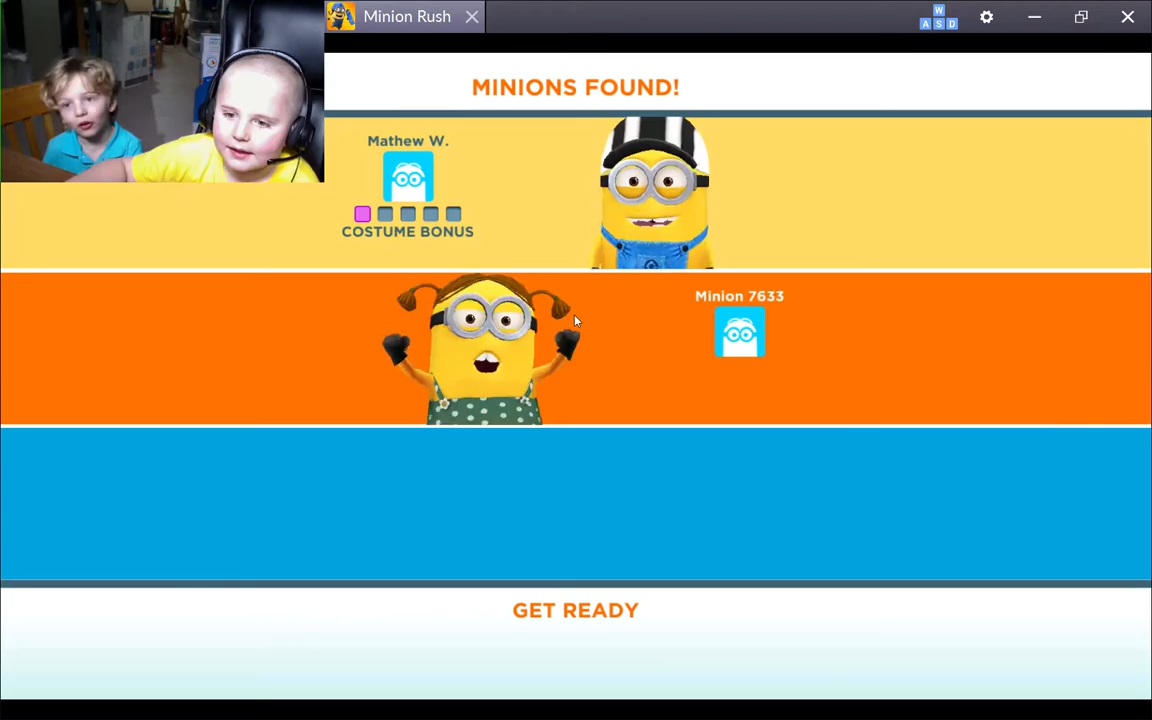 Minion Rush
W
A S D
MINIONS FOUND!
Mathew W.
COSTUME BONUS
Minion 7633
GET READY